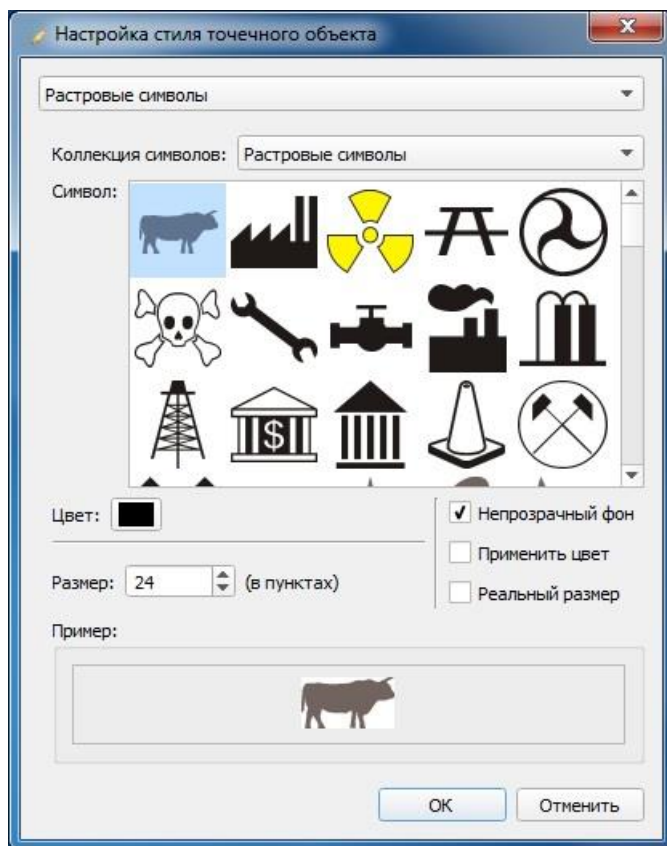 Настройка стиля точечного объекта
Растровые символы
Коллекция символов: Растровые символы
Символ:
$
Цвет:
Непрозрачный фон
Применить цвет
Размер: 24 (в пунктах)
Реальный размер
Пример:
OK Отменить